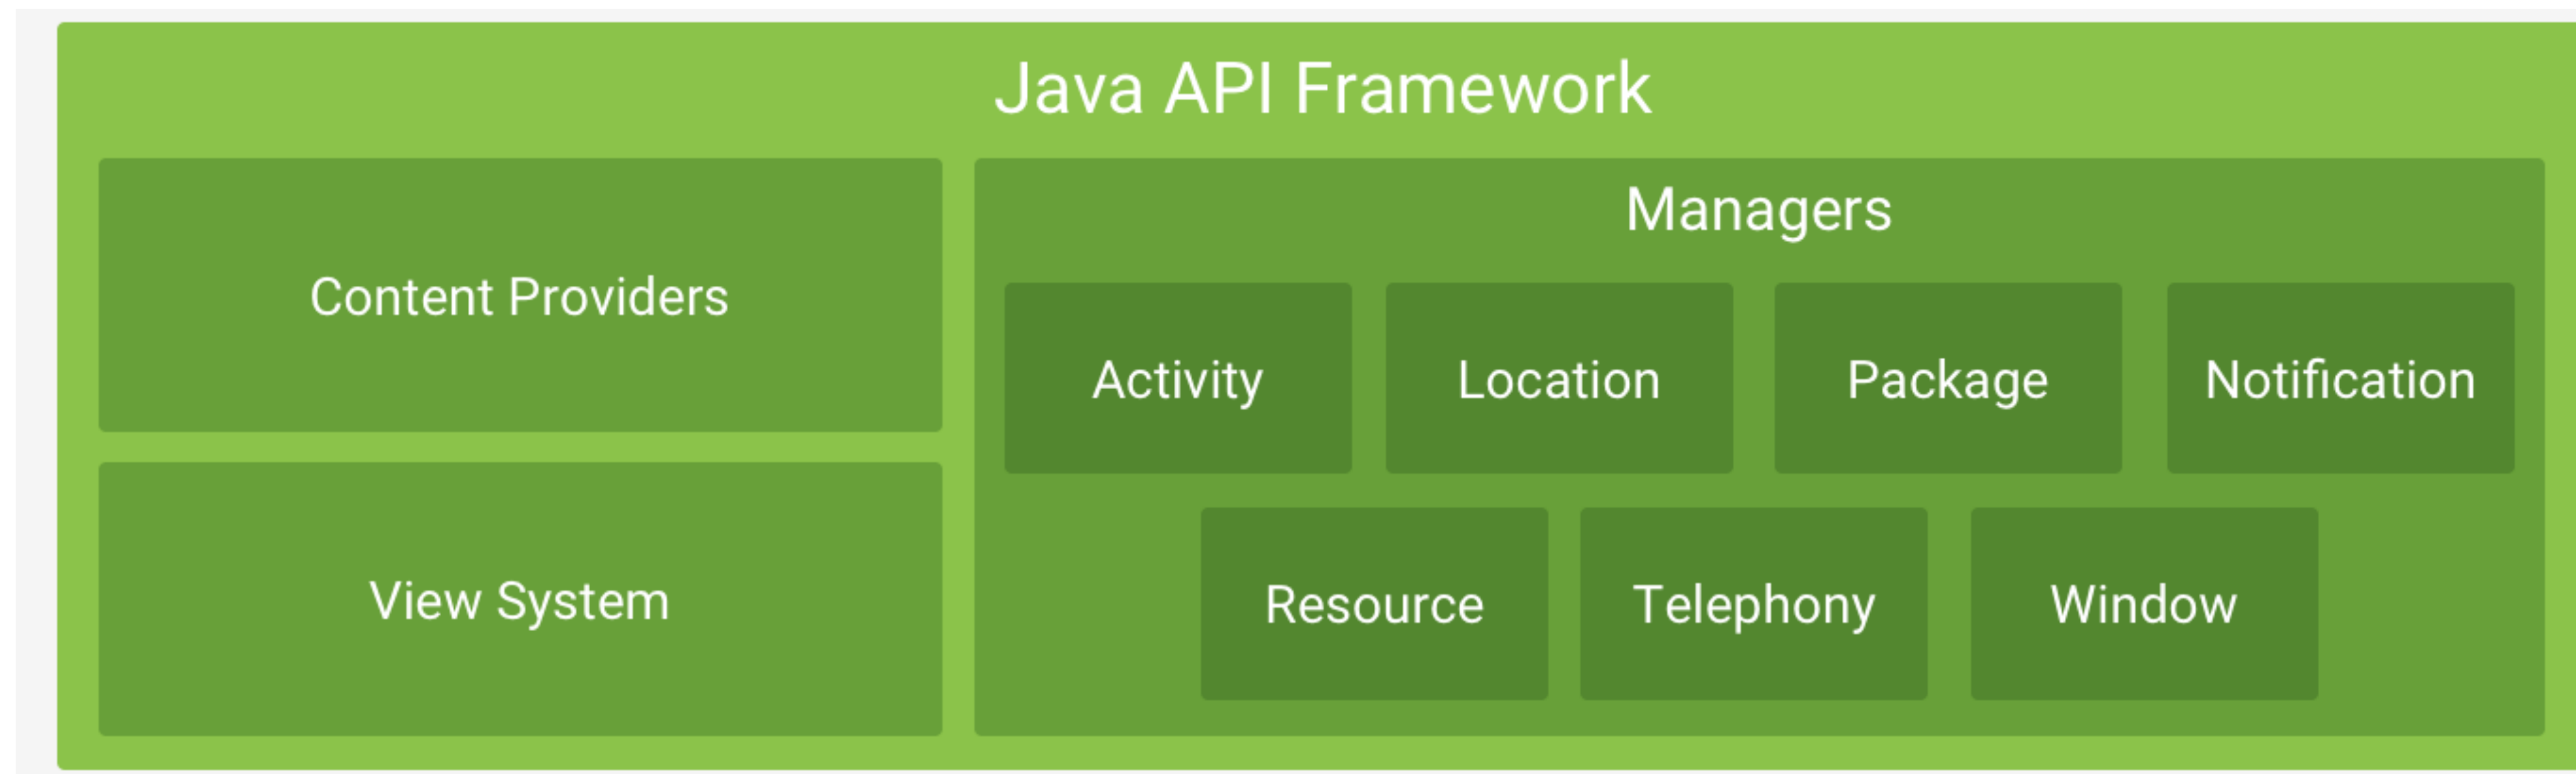 Java API Framework
Content Providers
View System
Managers
Activity
Location
Package
Notification
Resource
Telephony
Window